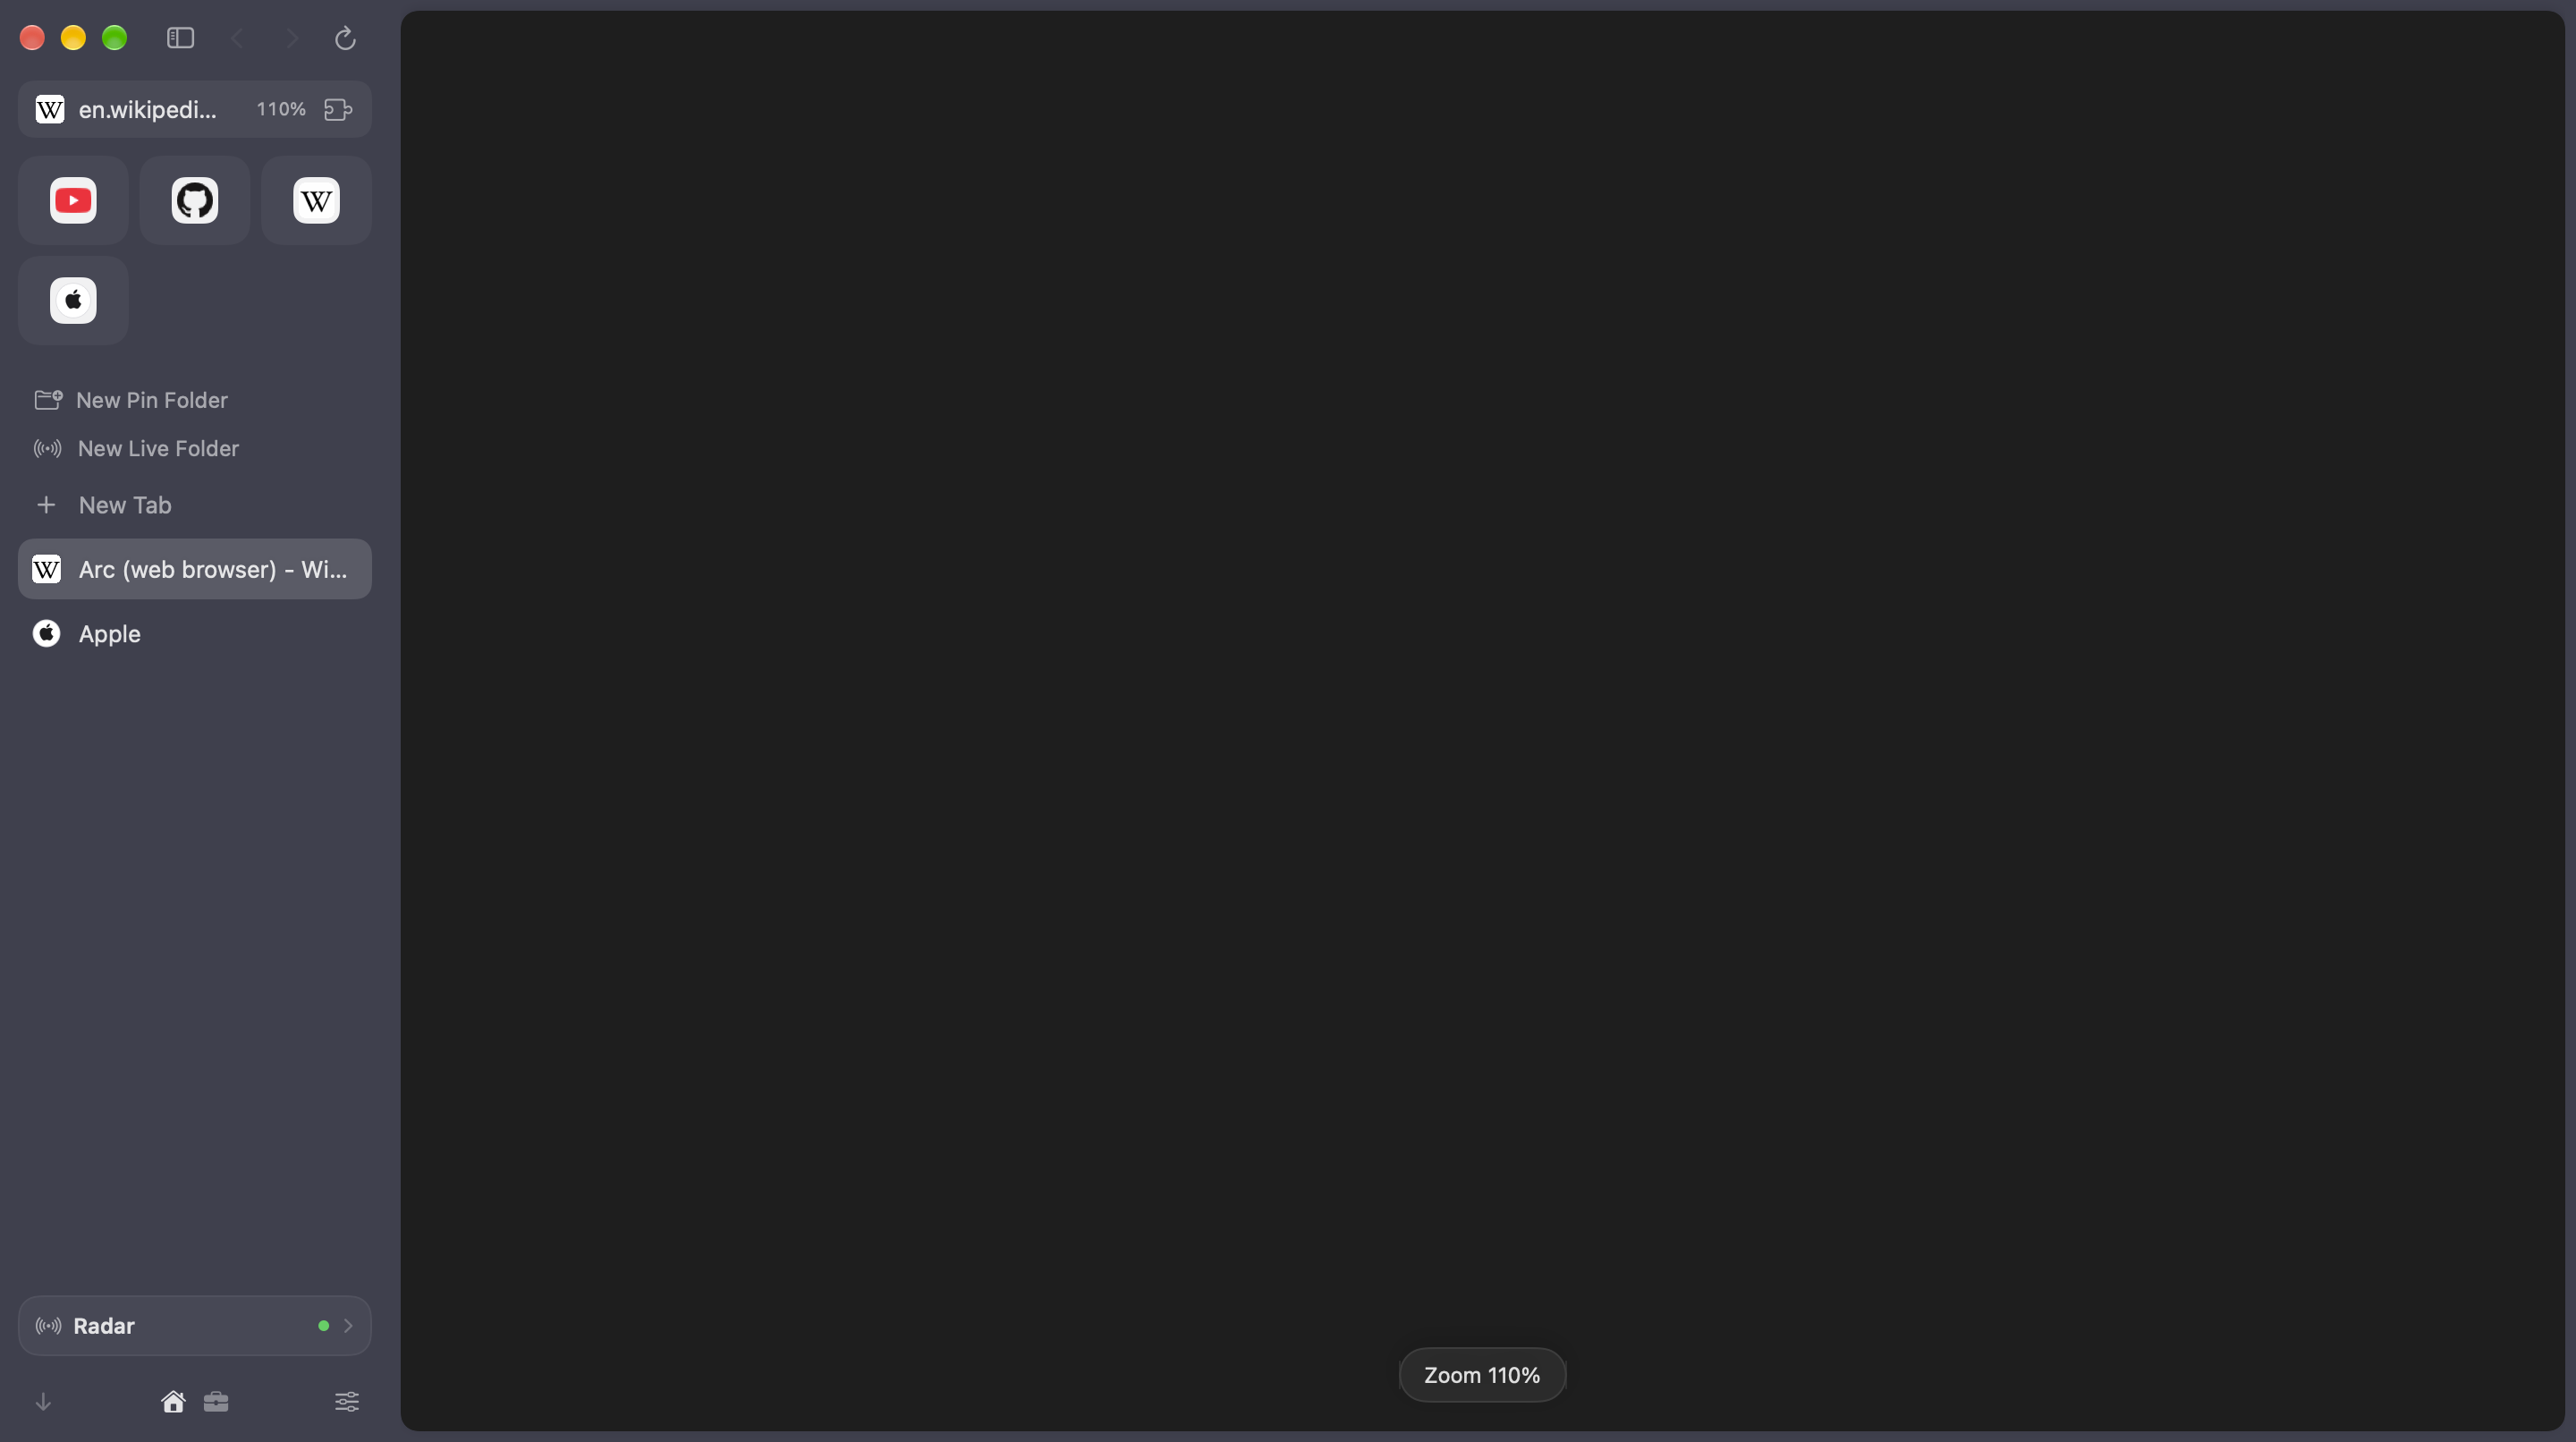 en.wikipedi... 110%
W
New Pin Folder
New Live Folder
New Tab
Arc (web browser) - Wi...
Apple
Radar
Zoom 110%